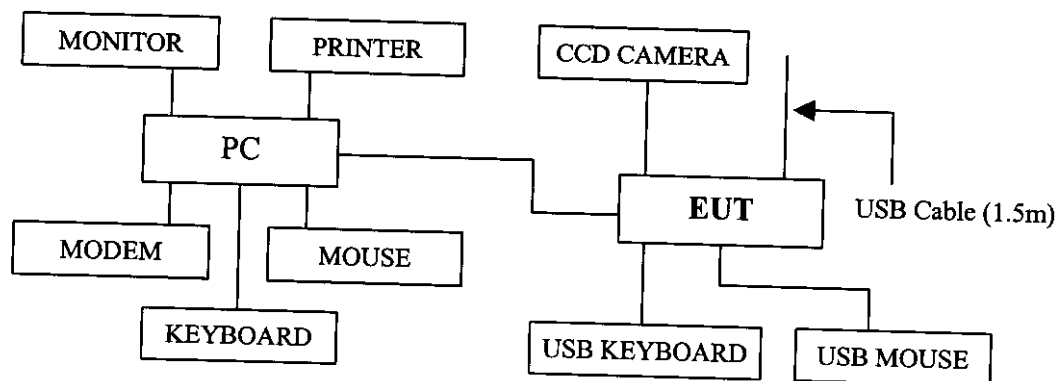 MONITOR
PRINTER
CCD CAMERA
PC
EUT
USB Cable (1.5m)
MODEM
MOUSE
KEYBOARD
USB KEYBOARD
USB MOUSE